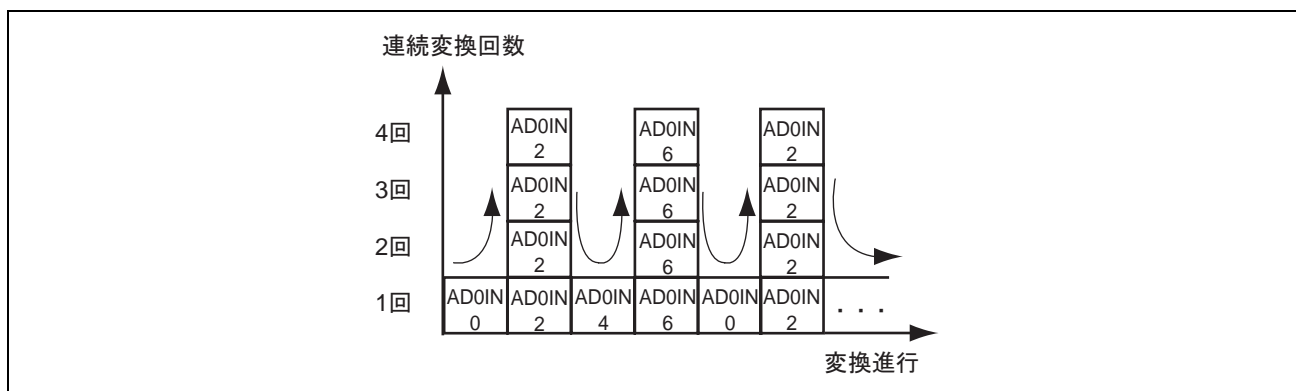 連続変換回数
4回 AD0IN 2 AD0IN 6 AD0IN 2
3回 AD0IN 2 AD0IN 6 AD0IN 2
2回 AD0IN 2 AD0IN 6 AD0IN 2
1回 AD0IN 0 AD0IN 2 AD0IN 4 AD0IN 6 AD0IN 0 AD0IN 2 ・・・
変換進行